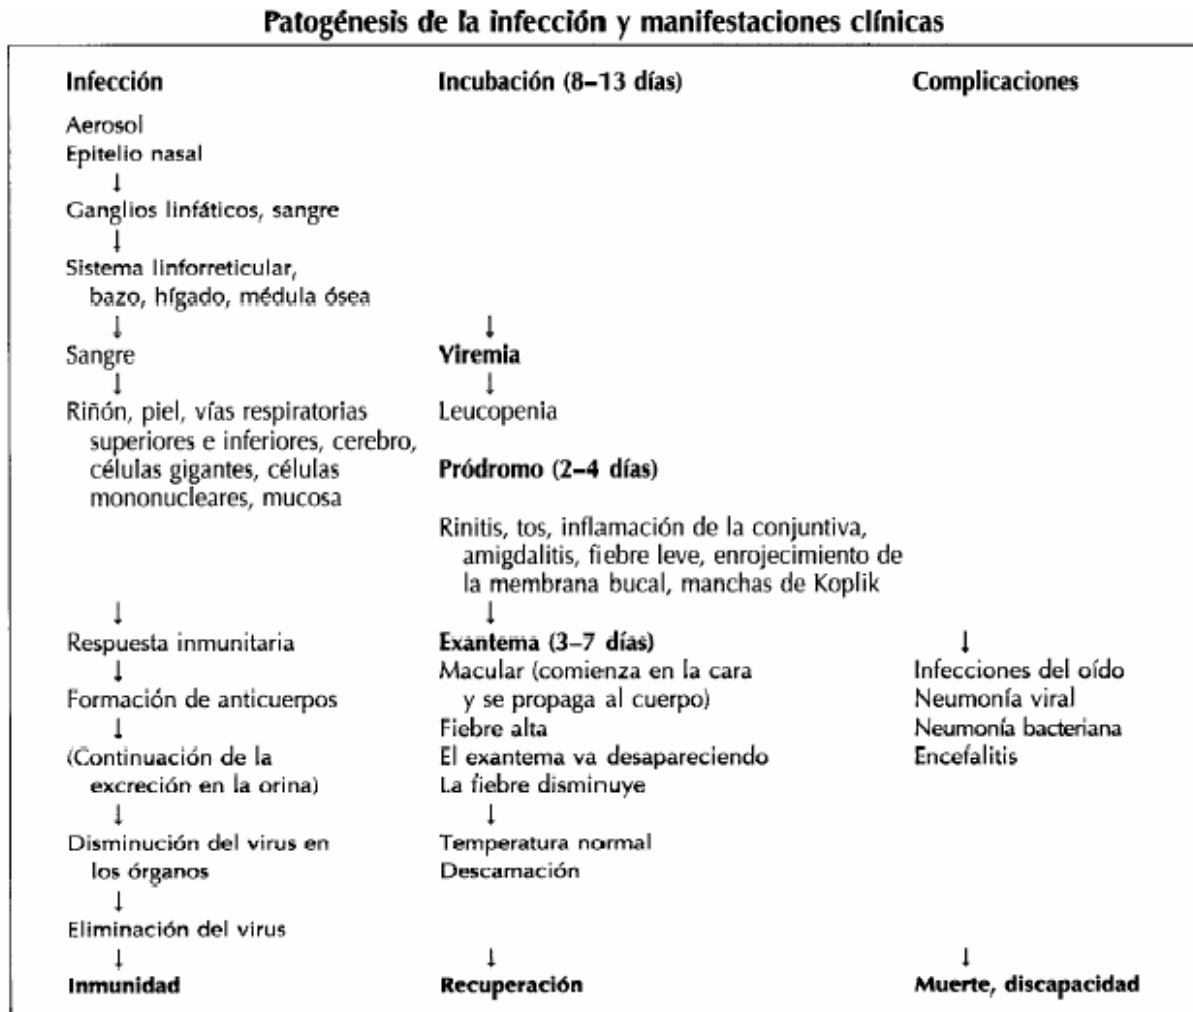 Patogénesis de la infección y manifestaciones clínicas
Infección
Aerosol
Epitelio nasal
↓
Ganglios linfáticos, sangre
↓
Sistema linforreticular,
bazo, hígado, médula ósea
↓
Sangre
↓
Riñón, piel, vías respiratorias
superiores e inferiores, cerebro,
células gigantes, células
mononucleares, mucosa
↓
Respuesta inmunitaria
↓
Formación de anticuerpos
↓
(Continuación de la
excreción en la orina)
↓
Disminución del virus en
los órganos
↓
Eliminación del virus
↓
Inmunidad
Incubación (8–13 días)
↓
Viremia
↓
Leucopenia
Pródromo (2–4 días)
Rinitis, tos, inflamación de la conjuntiva,
amigdalitis, fiebre leve, enrojecimiento de
la membrana bucal, manchas de Koplik
↓
Exantema (3–7 días)
Macular (comienza en la cara
y se propaga al cuerpo)
Fiebre alta
El exantema va desapareciendo
La fiebre disminuye
↓
Temperatura normal
Descamación
↓
Recuperación
Complicaciones
↓
Infecciones del oído
Neumonía viral
Neumonía bacteriana
Encefalitis
↓
Muerte, discapacidad